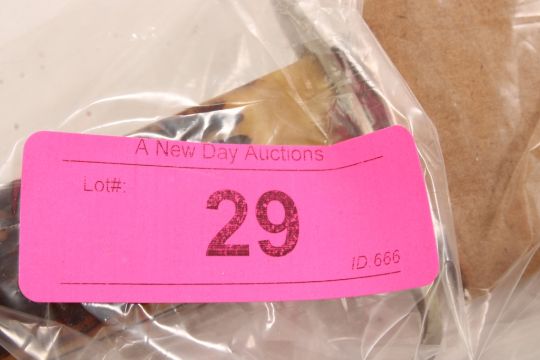 A New Day Auctions
Lot#:
29
ID.666